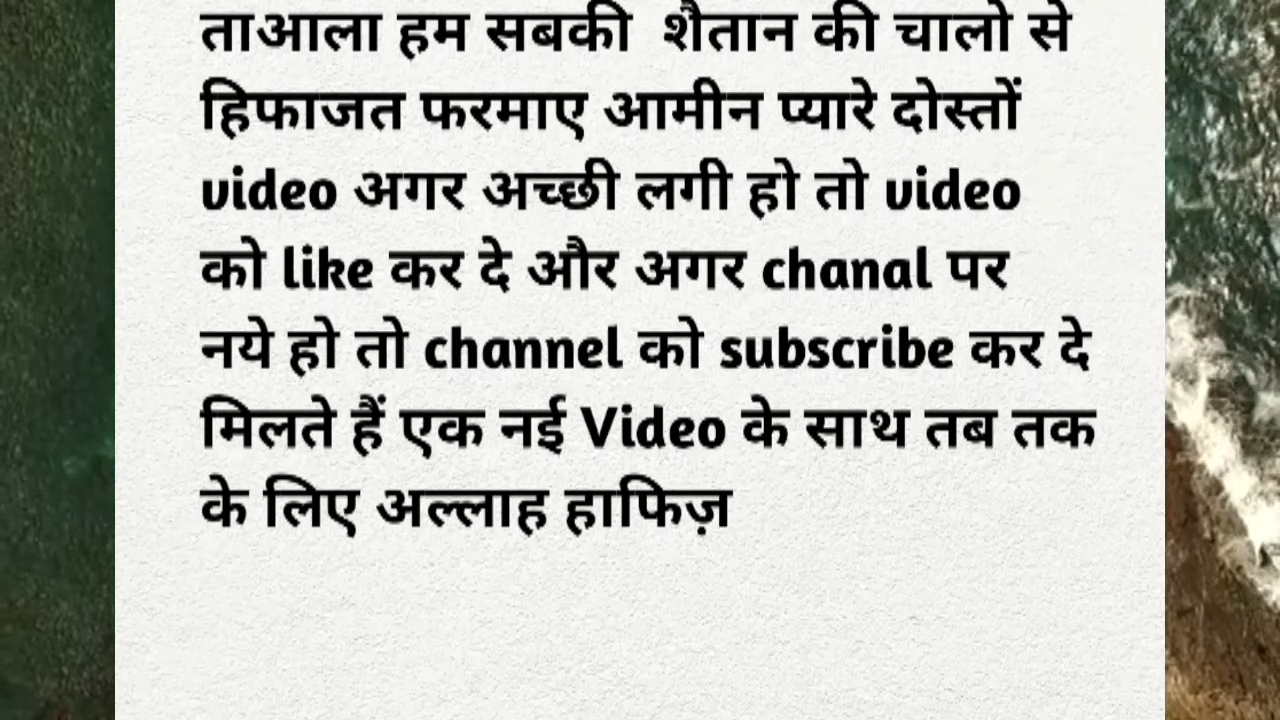 ताआला हम सबकी शैतान की चालो से
हिफाजत फरमाए आमीन प्यारे दोस्तों
video अगर अच्छी लगी हो तो video
को like कर दे और अगर chanal पर
नये हो तो channel को subscribe कर दे
मिलते हैं एक नई Video के साथ तब तक
के लिए अल्लाह हाफिज़